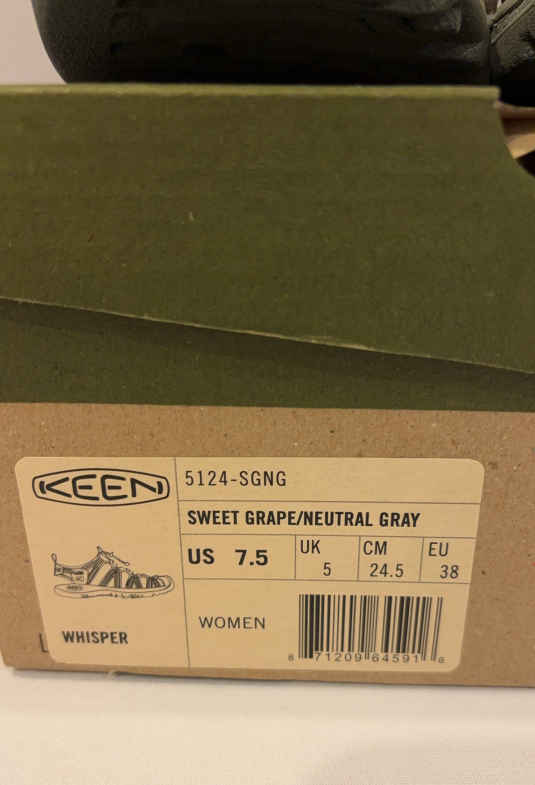 KEEN
5124-SGNG
SWEET GRAPE/NEUTRAL GRAY
US 7.5
UK 5
CM 24.5
EU 38
WHISPER
WOMEN
8 71209 64591 6